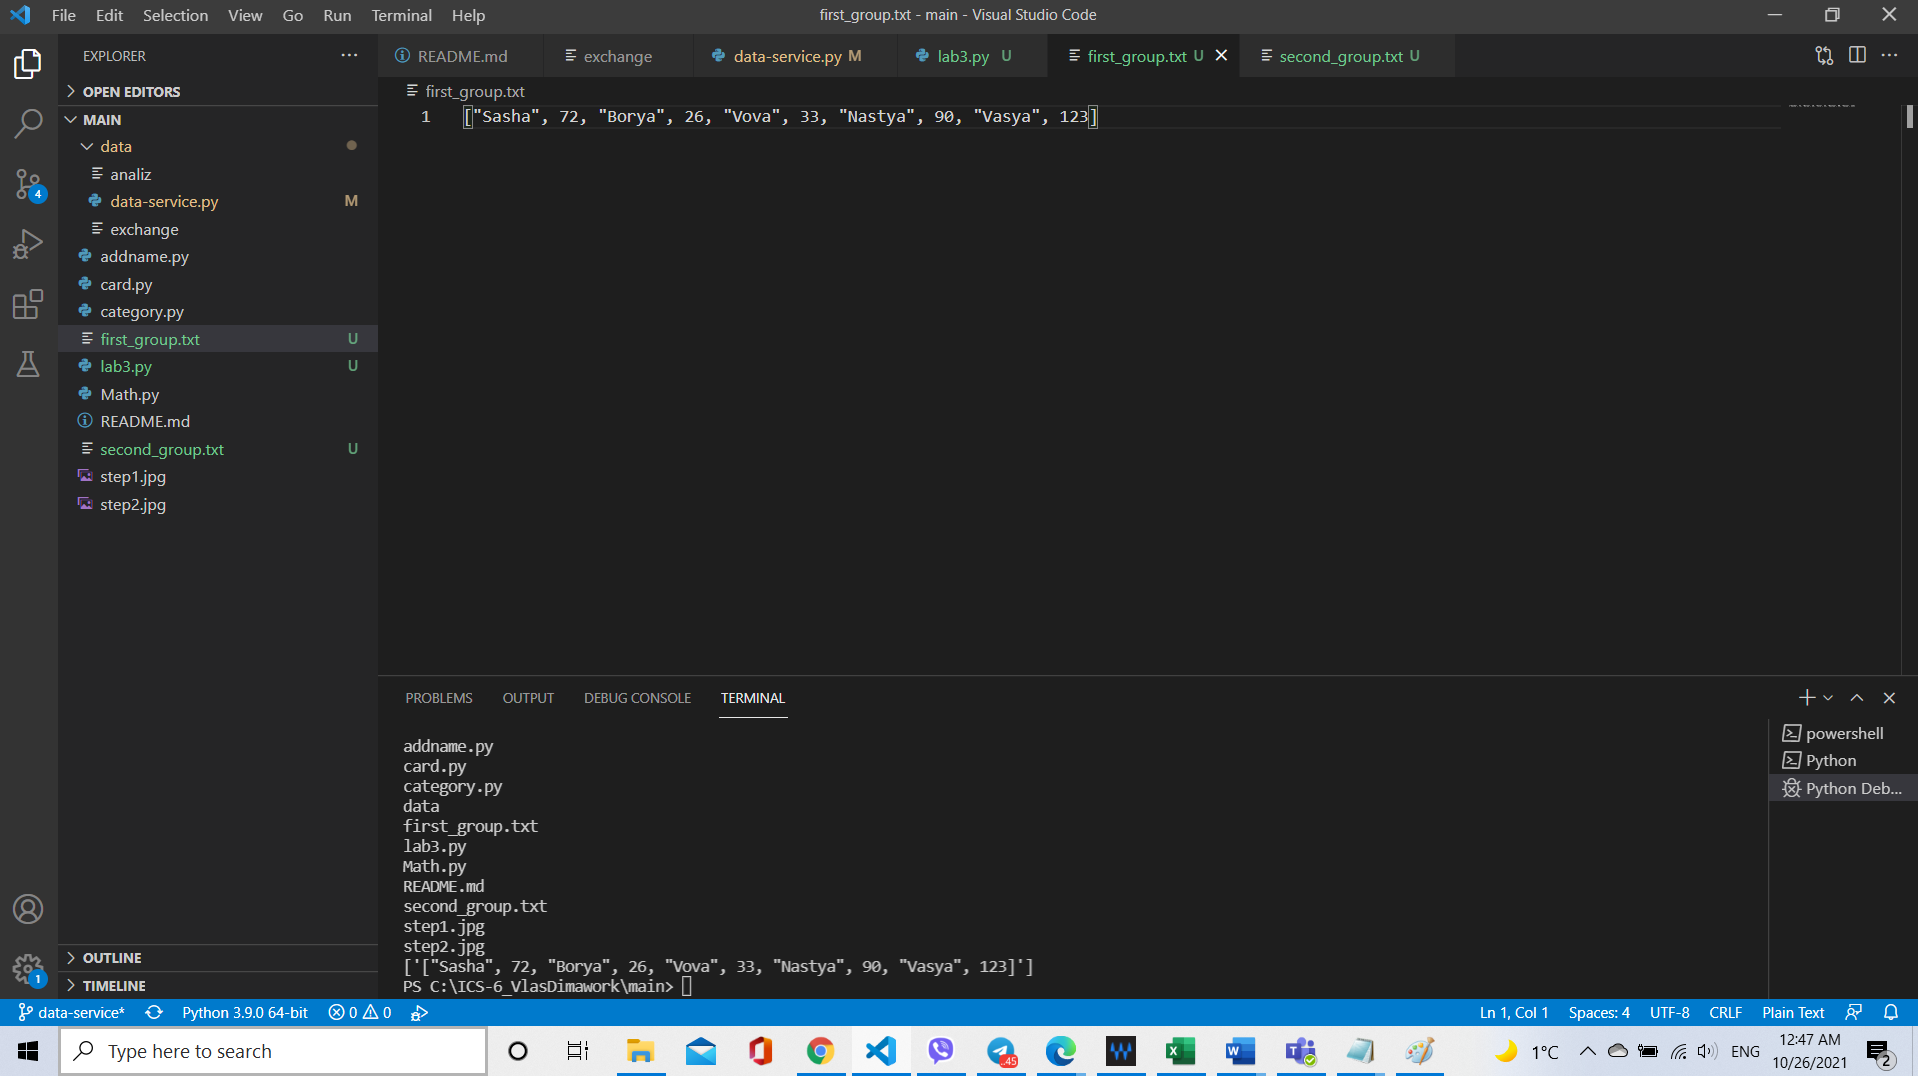 File Edit Selection View Go Run Terminal Help
first_group.txt - main - Visual Studio Code
EXPLORER
OPEN EDITORS
MAIN
data
analiz
data-service.py M
exchange
addname.py
card.py
category.py
first_group.txt U
lab3.py U
Math.py
README.md
second_group.txt U
step1.jpg
step2.jpg
OUTLINE
TIMELINE
4
1
README.md exchange data-service.py M lab3.py U first_group.txt U second_group.txt U
first_group.txt
1 ["Sasha", 72, "Borya", 26, "Vova", 33, "Nastya", 90, "Vasya", 123]
PROBLEMS OUTPUT DEBUG CONSOLE TERMINAL
addname.py
card.py
category.py
data
first_group.txt
lab3.py
Math.py
README.md
second_group.txt
step1.jpg
step2.jpg
['["Sasha", 72, "Borya", 26, "Vova", 33, "Nastya", 90, "Vasya", 123]']
PS C:\ICS-6_VlasDimawork\main>
powershell
Python
Python Deb...
data-service* Python 3.9.0 64-bit 0 0 Ln 1, Col 1 Spaces: 4 UTF-8 CRLF Plain Text
Type here to search
45
1°C ENG
12:47 AM
10/26/2021
2